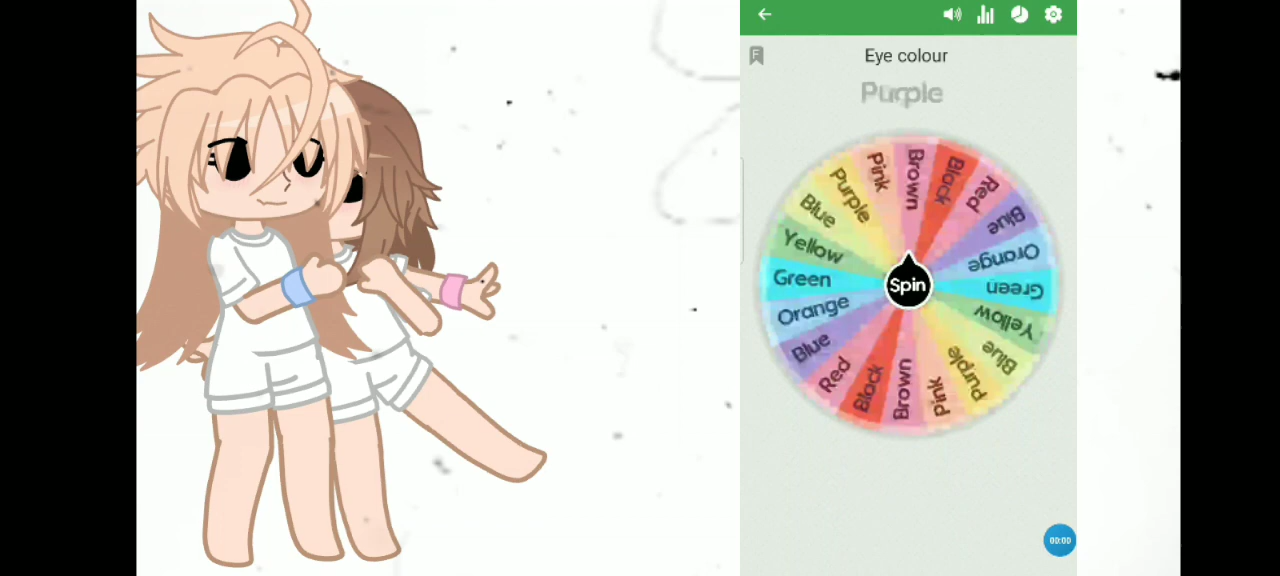 Eye colour
Purple
Brown
Black
Red
Blue
Orange
Green
Yellow
Blue
Purple
Pink
Brown
Black
Red
Blue
Orange
Green
Yellow
Blue
Purple
Pink
Spin
00:00